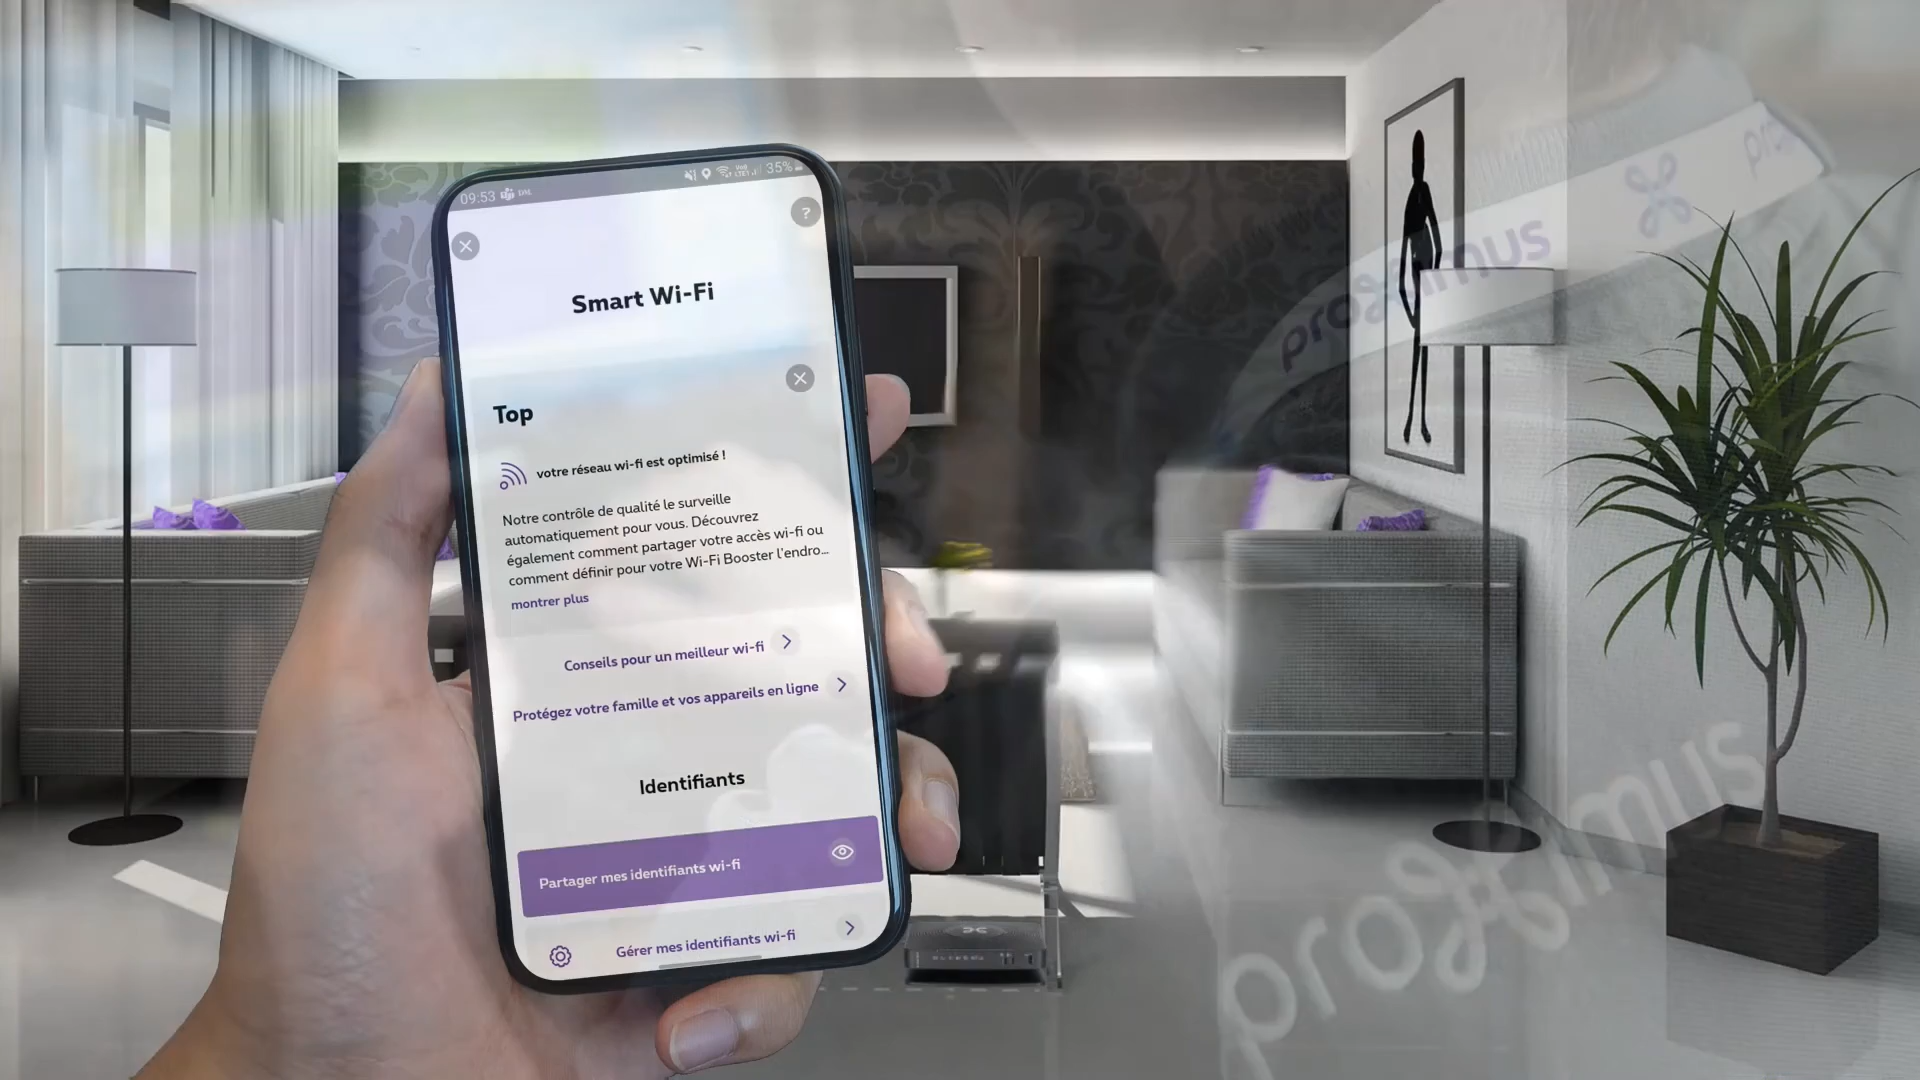 09:53
35%
?
Smart Wi-Fi
Top
votre réseau wi-fi est optimisé !
Notre contrôle de qualité le surveille
automatiquement pour vous. Découvrez
également comment partager votre accès wi-fi ou
comment définir pour votre Wi-Fi Booster l'endro...
montrer plus
Conseils pour un meilleur wi-fi
Protégez votre famille et vos appareils en ligne
Identifiants
Partager mes identifiants wi-fi
Gérer mes identifiants wi-fi
proximus
proximus